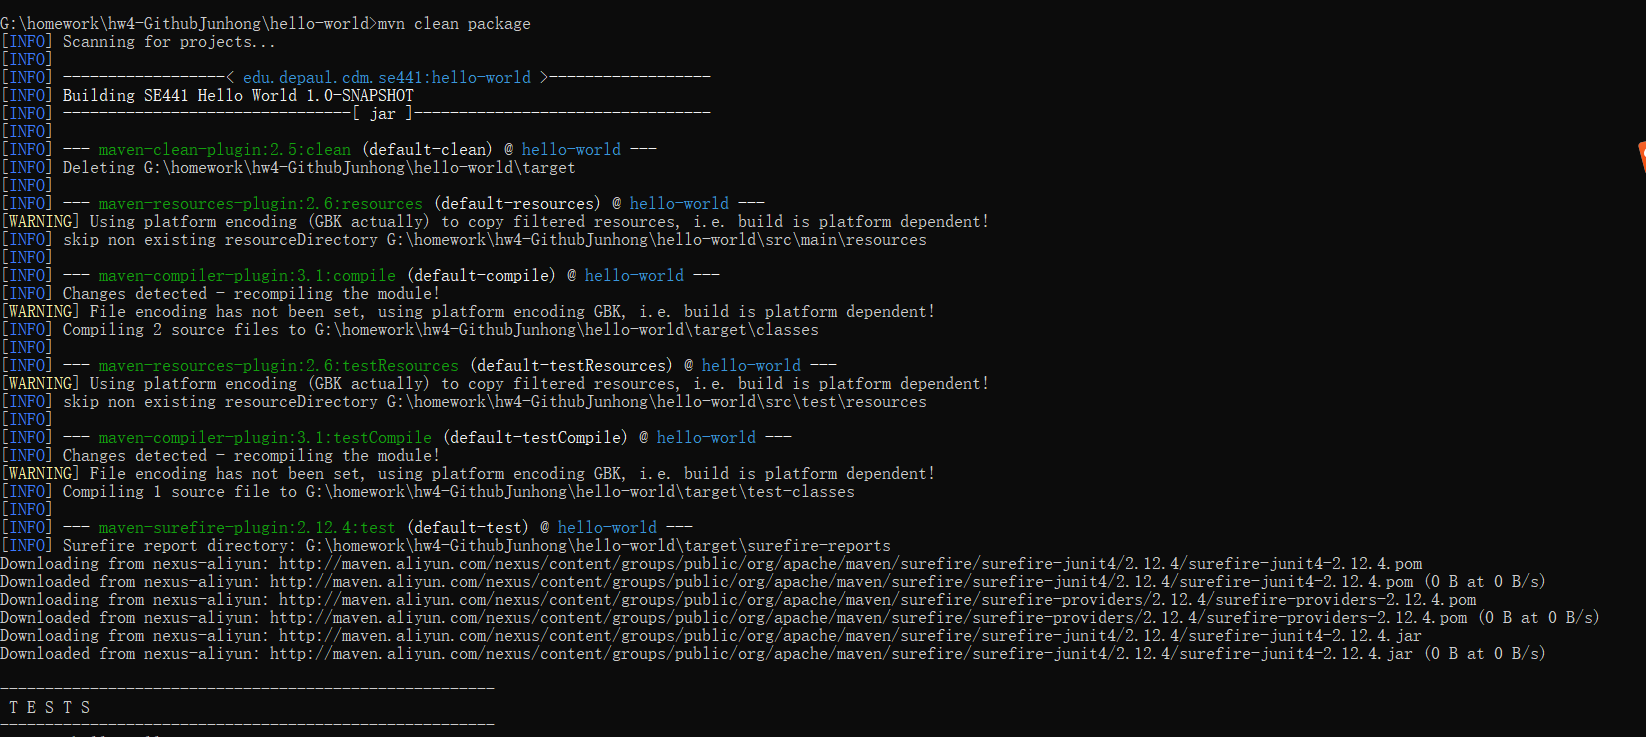 G:\homework\hw4-GithubJunhong\hello-world>mvn clean package
[INFO] Scanning for projects...
[INFO]
[INFO] ------------------< edu.depaul.cdm.se441:hello-world >------------------
[INFO] Building SE441 Hello World 1.0-SNAPSHOT
[INFO] --------------------------------[ jar ]---------------------------------
[INFO]
[INFO] --- maven-clean-plugin:2.5:clean (default-clean) @ hello-world ---
[INFO] Deleting G:\homework\hw4-GithubJunhong\hello-world\target
[INFO]
[INFO] --- maven-resources-plugin:2.6:resources (default-resources) @ hello-world ---
[WARNING] Using platform encoding (GBK actually) to copy filtered resources, i.e. build is platform dependent!
[INFO] skip non existing resourceDirectory G:\homework\hw4-GithubJunhong\hello-world\src\main\resources
[INFO]
[INFO] --- maven-compiler-plugin:3.1:compile (default-compile) @ hello-world ---
[INFO] Changes detected - recompiling the module!
[WARNING] File encoding has not been set, using platform encoding GBK, i.e. build is platform dependent!
[INFO] Compiling 2 source files to G:\homework\hw4-GithubJunhong\hello-world\target\classes
[INFO]
[INFO] --- maven-resources-plugin:2.6:testResources (default-testResources) @ hello-world ---
[WARNING] Using platform encoding (GBK actually) to copy filtered resources, i.e. build is platform dependent!
[INFO] skip non existing resourceDirectory G:\homework\hw4-GithubJunhong\hello-world\src\test\resources
[INFO]
[INFO] --- maven-compiler-plugin:3.1:testCompile (default-testCompile) @ hello-world ---
[INFO] Changes detected - recompiling the module!
[WARNING] File encoding has not been set, using platform encoding GBK, i.e. build is platform dependent!
[INFO] Compiling 1 source file to G:\homework\hw4-GithubJunhong\hello-world\target\test-classes
[INFO]
[INFO] --- maven-surefire-plugin:2.12.4:test (default-test) @ hello-world ---
[INFO] Surefire report directory: G:\homework\hw4-GithubJunhong\hello-world\target\surefire-reports
Downloading from nexus-aliyun: http://maven.aliyun.com/nexus/content/groups/public/org/apache/maven/surefire/surefire-junit4/2.12.4/surefire-junit4-2.12.4.pom
Downloaded from nexus-aliyun: http://maven.aliyun.com/nexus/content/groups/public/org/apache/maven/surefire/surefire-junit4/2.12.4/surefire-junit4-2.12.4.pom (0 B at 0 B/s)
Downloading from nexus-aliyun: http://maven.aliyun.com/nexus/content/groups/public/org/apache/maven/surefire/surefire-providers/2.12.4/surefire-providers-2.12.4.pom
Downloaded from nexus-aliyun: http://maven.aliyun.com/nexus/content/groups/public/org/apache/maven/surefire/surefire-providers/2.12.4/surefire-providers-2.12.4.pom (0 B at 0 B/s)
Downloading from nexus-aliyun: http://maven.aliyun.com/nexus/content/groups/public/org/apache/maven/surefire/surefire-junit4/2.12.4/surefire-junit4-2.12.4.jar
Downloaded from nexus-aliyun: http://maven.aliyun.com/nexus/content/groups/public/org/apache/maven/surefire/surefire-junit4/2.12.4/surefire-junit4-2.12.4.jar (0 B at 0 B/s)
-------------------------------------------------------
T E S T S
-------------------------------------------------------